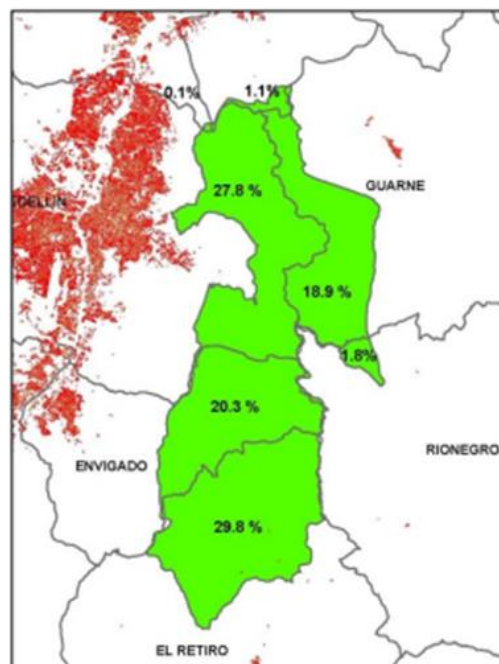 0.1%
1.1%
27.8 %
GUARNE
18.9 %
1.8%
20.3 %
RIONEGRO
ENVIGADO
29.8 %
EL RETIRO